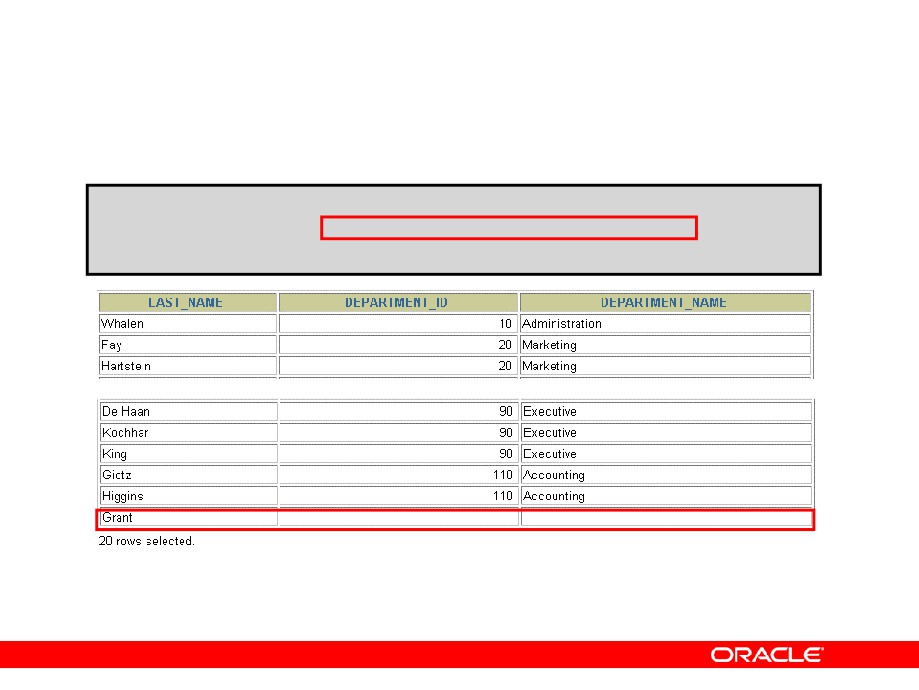 LAST_NAME DEPARTMENT_ID DEPARTMENT_NAME
Whalen 10 Administration
Fay 20 Marketing
Hartstein 20 Marketing
De Haan 90 Executive
Kochhar 90 Executive
King 90 Executive
Gietz 110 Accounting
Higgins 110 Accounting
Grant
20 rows selected.
ORACLE